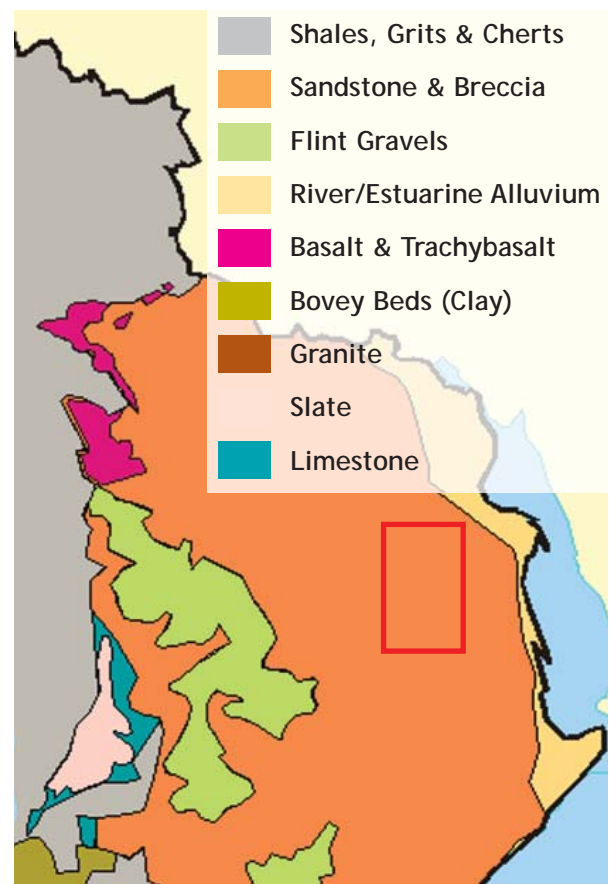 Shales, Grits & Cherts
Sandstone & Breccia
Flint Gravels
River/Estuarine Alluvium
Basalt & Trachybasalt
Bovey Beds (Clay)
Granite
Slate
Limestone